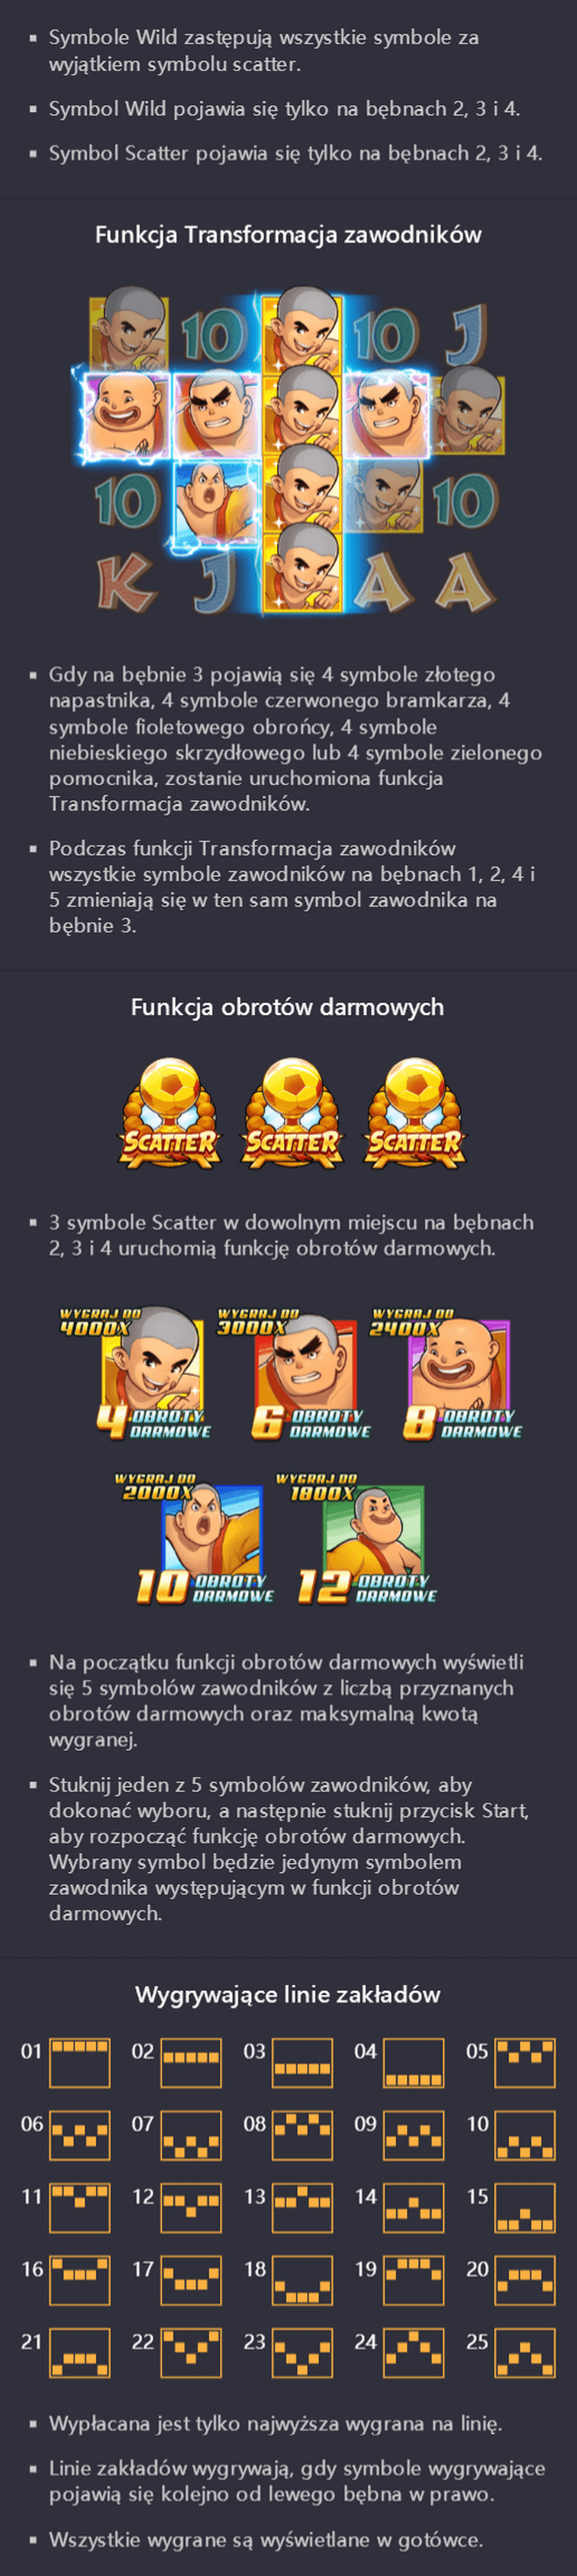 Symbole Wild zastępują wszystkie symbole za
wyjątkiem symbolu scatter.
Symbol Wild pojawia się tylko na bębnach 2, 3 i 4.
Symbol Scatter pojawia się tylko na bębnach 2, 3 i 4.
Funkcja Transformacja zawodników
10 10 J
10 10
K J A A
Gdy na bębnie 3 pojawią się 4 symbole złotego
napastnika, 4 symbole czerwonego bramkarza, 4
symbole fioletowego obrońcy, 4 symbole
niebieskiego skrzydłowego lub 4 symbole zielonego
pomocnika, zostanie uruchomiona funkcja
Transformacja zawodników.
Podczas funkcji Transformacja zawodników
wszystkie symbole zawodników na bębnach 1, 2, 4 i
5 zmieniają się w ten sam symbol zawodnika na
bębnie 3.
Funkcja obrotów darmowych
SCATTER SCATTER SCATTER
3 symbole Scatter w dowolnym miejscu na bębnach
2, 3 i 4 uruchomią funkcję obrotów darmowych.
WYGRAJ DO WYGRAJ DO WYGRAJ DO
4000X 3000X 2400X
4 OBROTY DARMOWE 6 OBROTY DARMOWE 8 OBROTY DARMOWE
WYGRAJ DO WYGRAJ DO
2000X 1800X
10 OBROTY DARMOWE 12 OBROTY DARMOWE
Na początku funkcji obrotów darmowych wyświetli
się 5 symbolów zawodników z liczbą przyznanych
obrotów darmowych oraz maksymalną kwotą
wygranej.
Stuknij jeden z 5 symbolów zawodników, aby
dokonać wyboru, a następnie stuknij przycisk Start,
aby rozpocząć funkcję obrotów darmowych.
Wybrany symbol będzie jedynym symbolem
zawodnika występującym w funkcji obrotów
darmowych.
Wygrywające linie zakładów
01 02 03 04 05
06 07 08 09 10
11 12 13 14 15
16 17 18 19 20
21 22 23 24 25
Wypłacana jest tylko najwyższa wygrana na linię.
Linie zakładów wygrywają, gdy symbole wygrywające
pojawią się kolejno od lewego bębna w prawo.
Wszystkie wygrane są wyświetlane w gotówce.